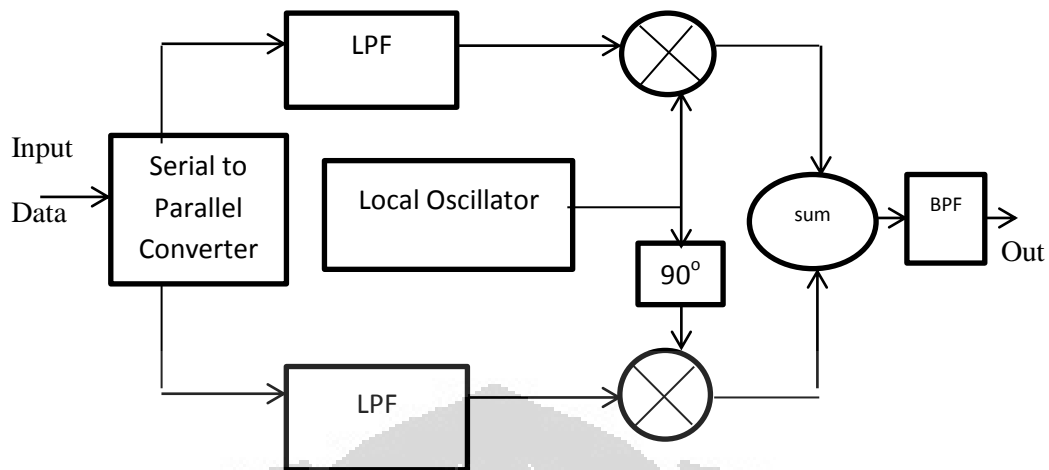 LPF
Input
Data
Serial to
Parallel
Converter
Local Oscillator
sum
BPF
Out
90°
LPF